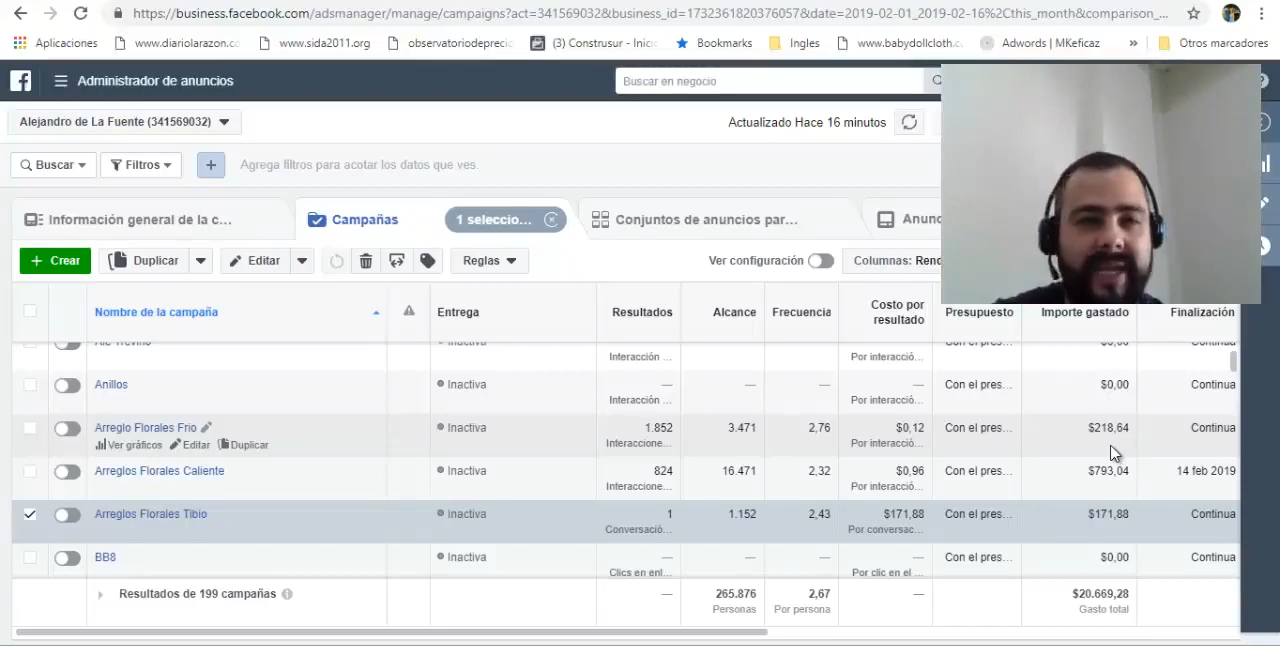 https://business.facebook.com/adsmanager/manage/campaigns?act=341569032&business_id=1732361820376057&date=2019-02-01_2019-02-16%2Cthis_month&comparison_...
Aplicaciones www.diariolarazon.co www.sida2011.org observatoriodepreci (3) Construsur - Inicio Bookmarks Ingles www.babydollcloth.c Adwords | MKeficaz » Otros marcadores
Administrador de anuncios Buscar en negocio
Alejandro de La Fuente (341569032) Actualizado Hace 16 minutos
Buscar Filtros + Agrega filtros para acotar los datos que ves.
Información general de la c... Campañas 1 seleccio... Conjuntos de anuncios par... Anunc
+ Crear Duplicar Editar Reglas Ver configuración Columnas: Rend
Nombre de la campaña Entrega Resultados Alcance Frecuencia Costo por resultado Presupuesto Importe gastado Finalización
Interacción ... Por interacció...
Anillos Inactiva — — — — Con el pres... $0,00 Continua
Interacción ... Por interacció...
Arreglo Florales Frio Inactiva 1.852 3.471 2,76 $0,12 Con el pres... $218,64 Continua
Ver gráficos Editar Duplicar Interaccione... Por interacció...
Arreglos Florales Caliente Inactiva 824 16.471 2,32 $0,96 Con el pres... $793,04 14 feb 2019
Interaccione... Por interacció...
Arreglos Florales Tibio Inactiva 1 1.152 2,43 $171,88 Con el pres... $171,88 Continua
Conversació... Por conversac...
BB8 Inactiva — — — — Con el pres... $0,00 Continua
Clics en enl... Por clic en el ...
Resultados de 199 campañas — 265.876 2,67 — $20.669,28
Personas Por persona Gasto total